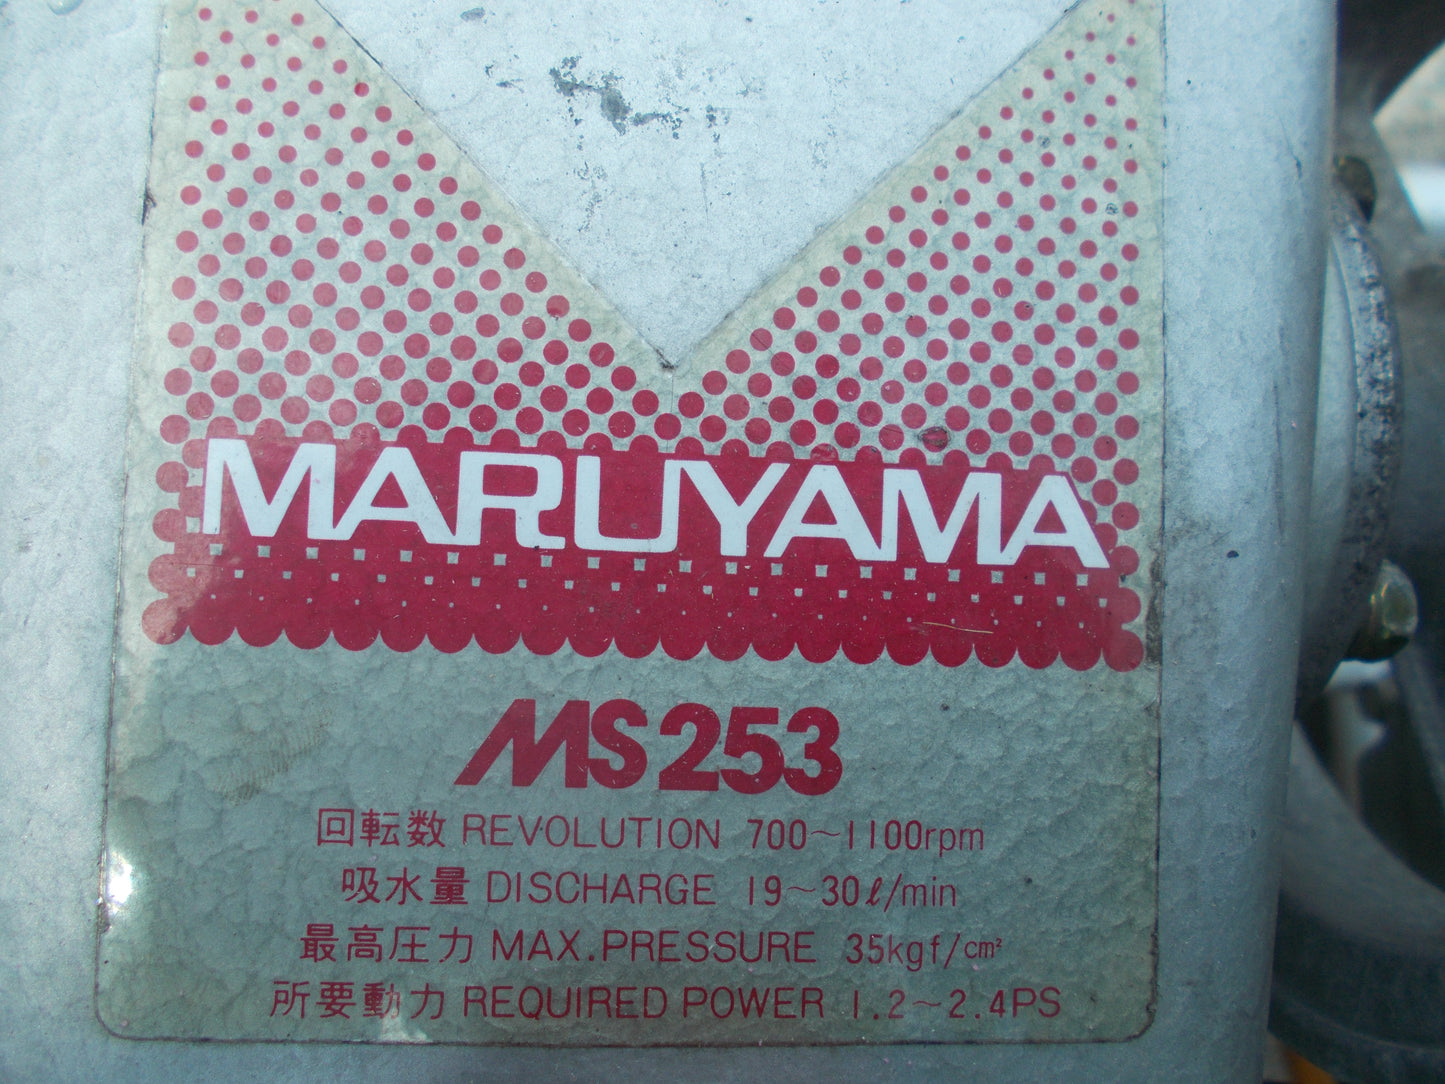 MARUYAMA
MS253
回転数 REVOLUTION 700~1100rpm
吸水量 DISCHARGE 19~30ℓ/min
最高圧力 MAX.PRESSURE 35kgf/cm²
所要動力 REQUIRED POWER 1.2~2.4PS